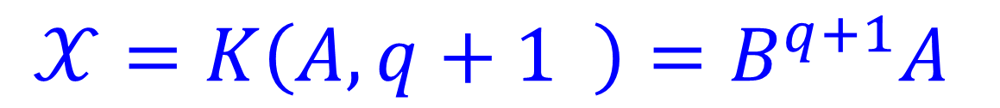 𝒳 = K(A, q + 1 ) = B^{q+1}A